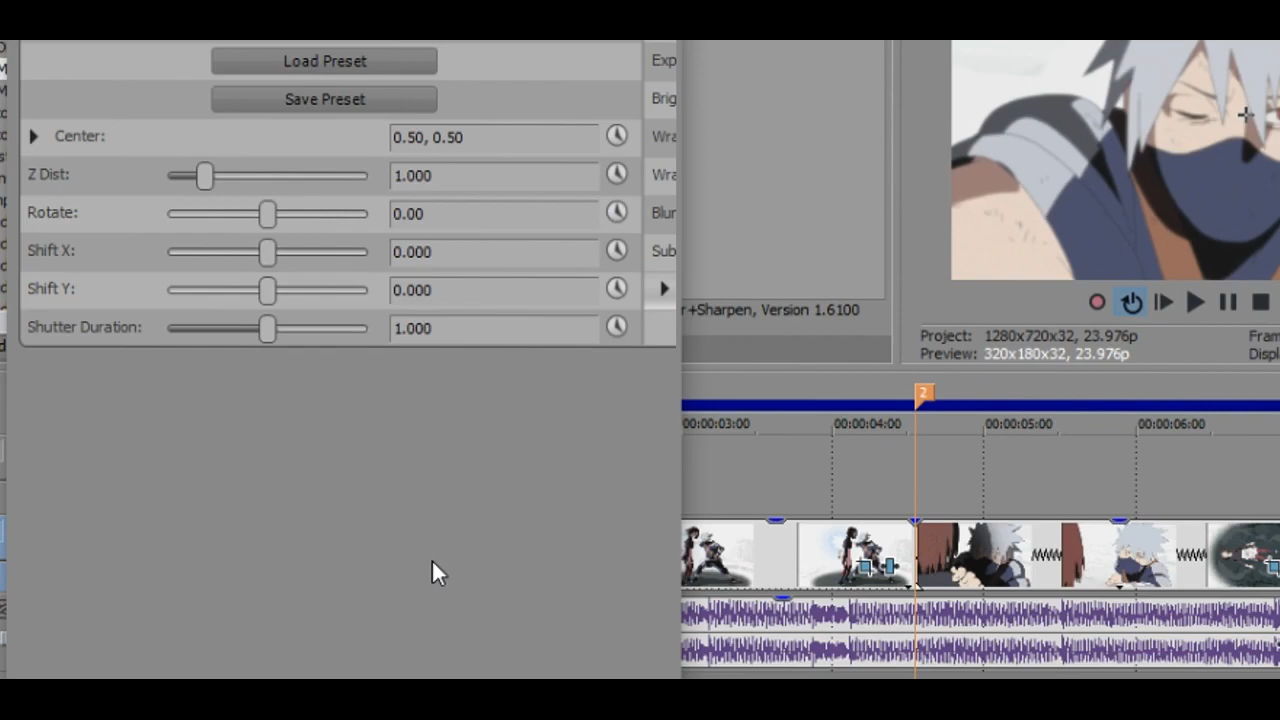 Load Preset
Save Preset
Center:
0.50, 0.50
Z Dist:
1.000
Rotate:
0.00
Shift X:
0.000
Shift Y:
0.000
Shutter Duration:
1.000
Exp
Brig
Wra
Wra
Blur
Sub
r+Sharpen, Version 1.6100
Project: 1280x720x32, 23.976p
Fram
Preview: 320x180x32, 23.976p
Displ
2
00:00:03:00
00:00:04:00
00:00:05:00
00:00:06:00